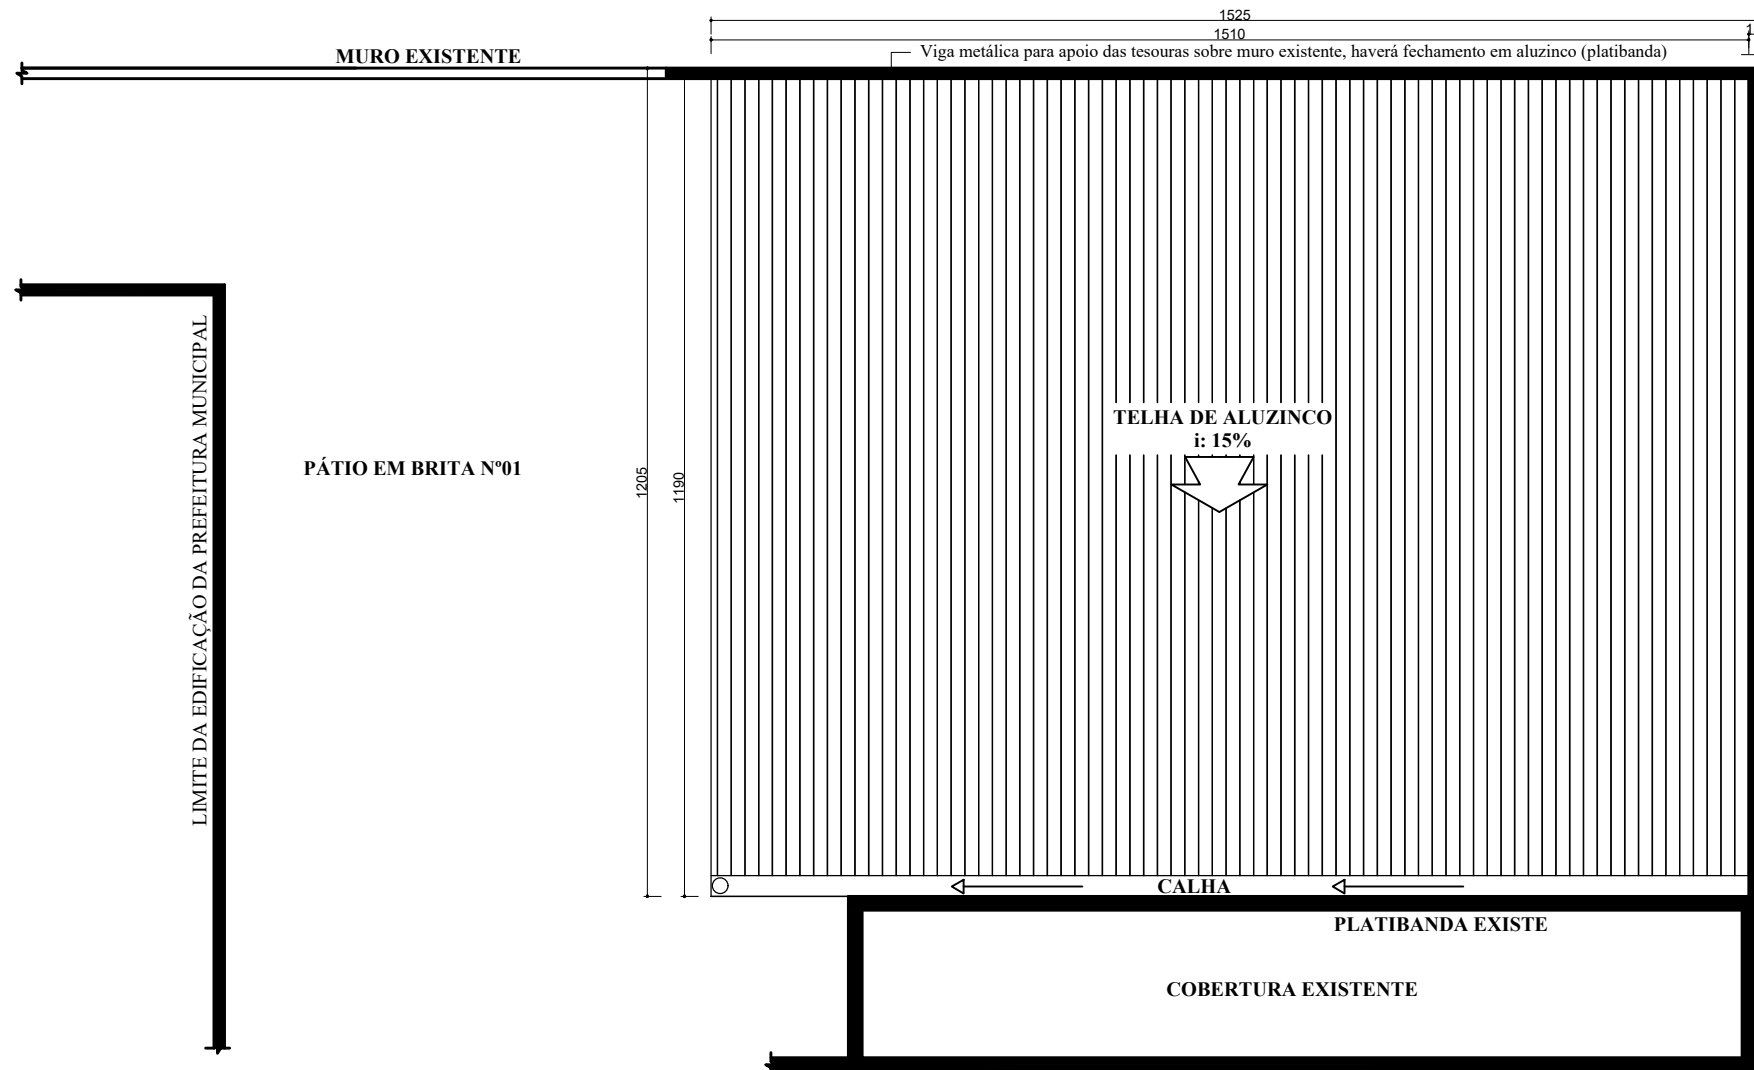 1525
1510
1
MURO EXISTENTE
Viga metálica para apoio das tesouras sobre muro existente, haverá fechamento em aluzinco (platibanda)
LIMITE DA EDIFICAÇÃO DA PREFEITURA MUNICIPAL
PÁTIO EM BRITA Nº01
1205
1190
TELHA DE ALUZINCO
i: 15%
CALHA
PLATIBANDA EXISTE
COBERTURA EXISTENTE